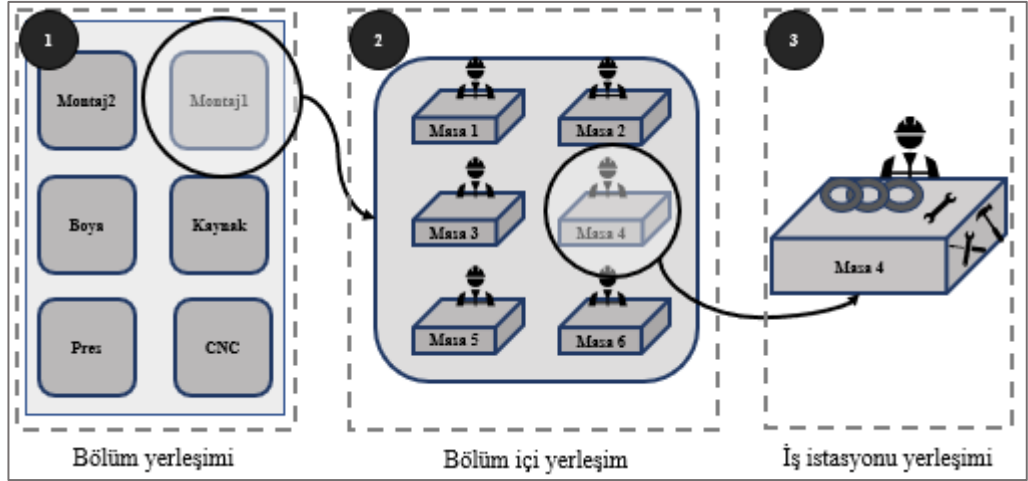 1
Montaj2
Montaj1
Boya
Kaynak
Pres
CNC
Bölüm yerleşimi
2
Masa 1
Masa 2
Masa 3
Masa 4
Masa 5
Masa 6
Bölüm içi yerleşim
3
Masa 4
İş istasyonu yerleşimi